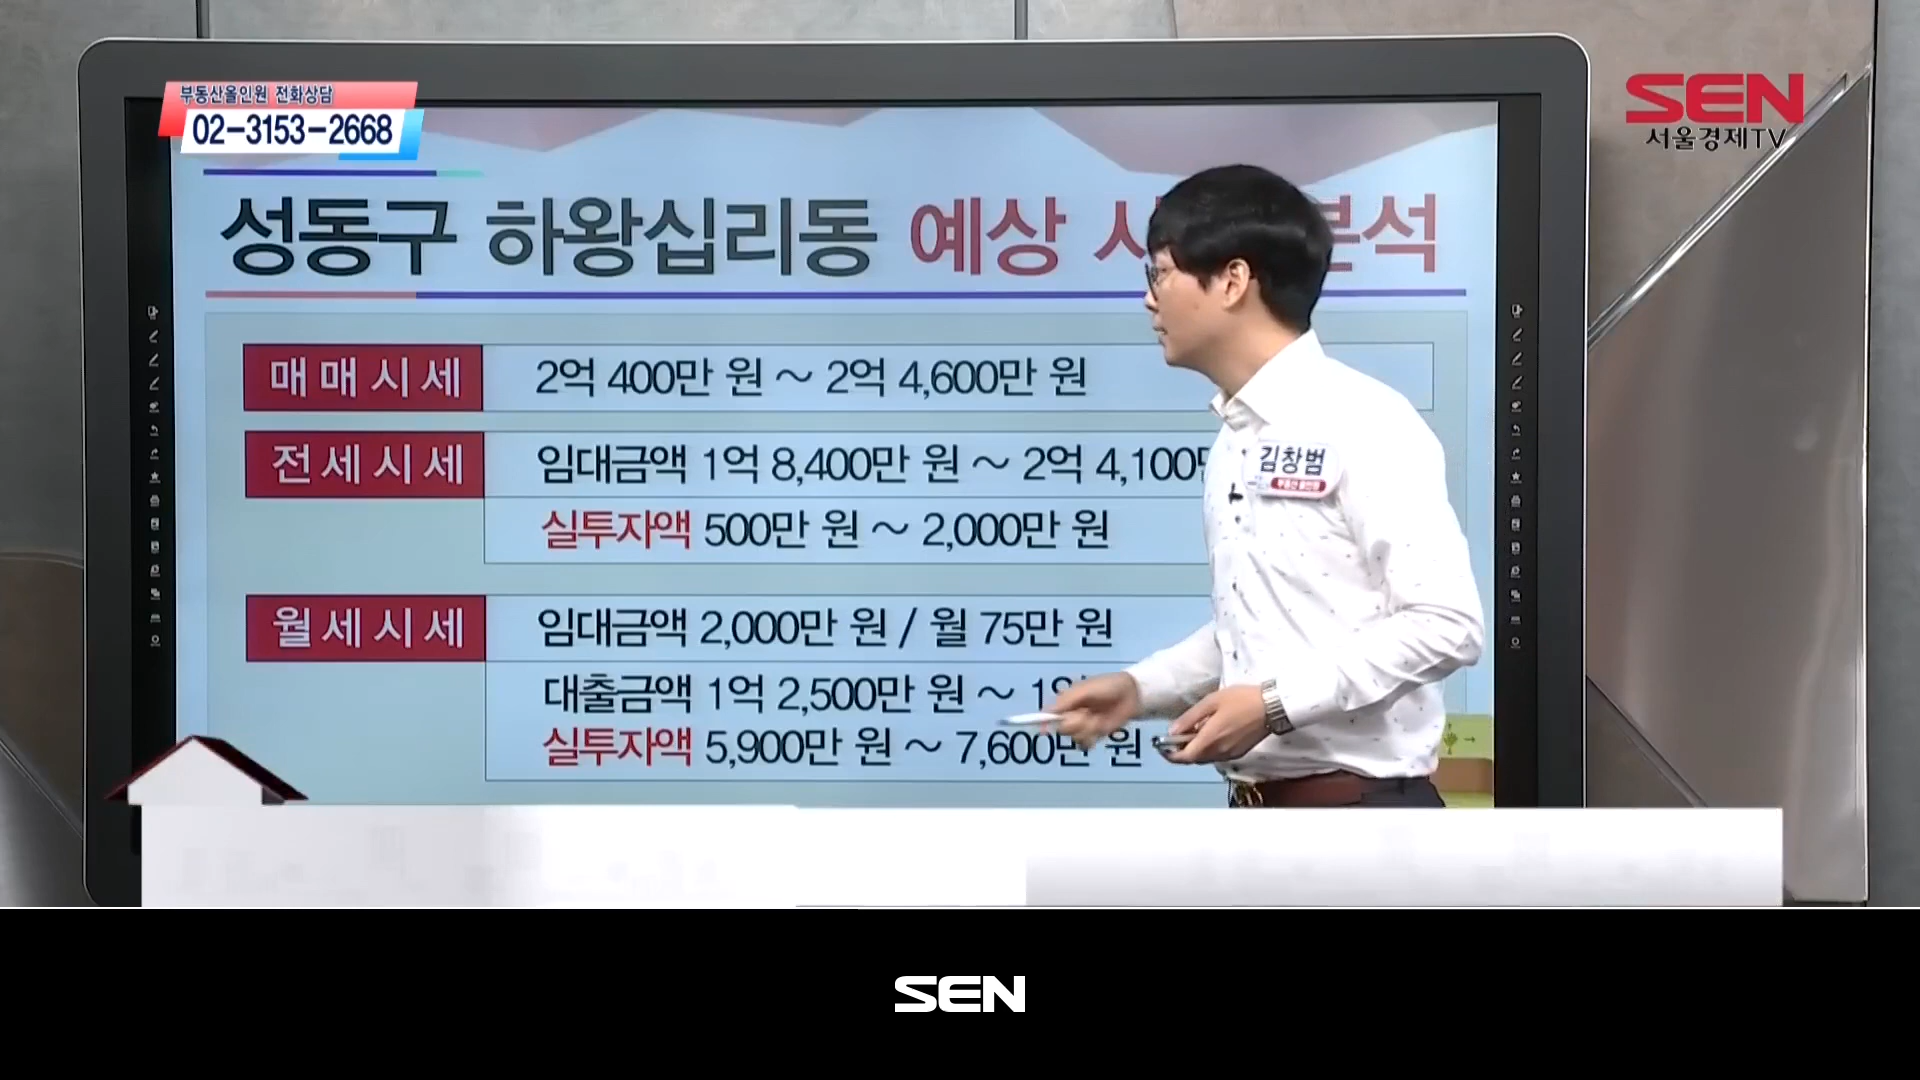 부동산올인원 전화상담
02-3153-2668
SEN
서울경제TV
성동구 하왕십리동 예상 분석
매매시세
2억 400만 원 ~ 2억 4,600만 원
전세시세
임대금액 1억 8,400만 원 ~ 2억 4,100만
실투자액 500만 원 ~ 2,000만 원
월세시세
임대금액 2,000만 원 / 월 75만 원
대출금액 1억 2,500만 원 ~
실투자액 5,900만 원 ~ 7,600만 원
김창범
SEN